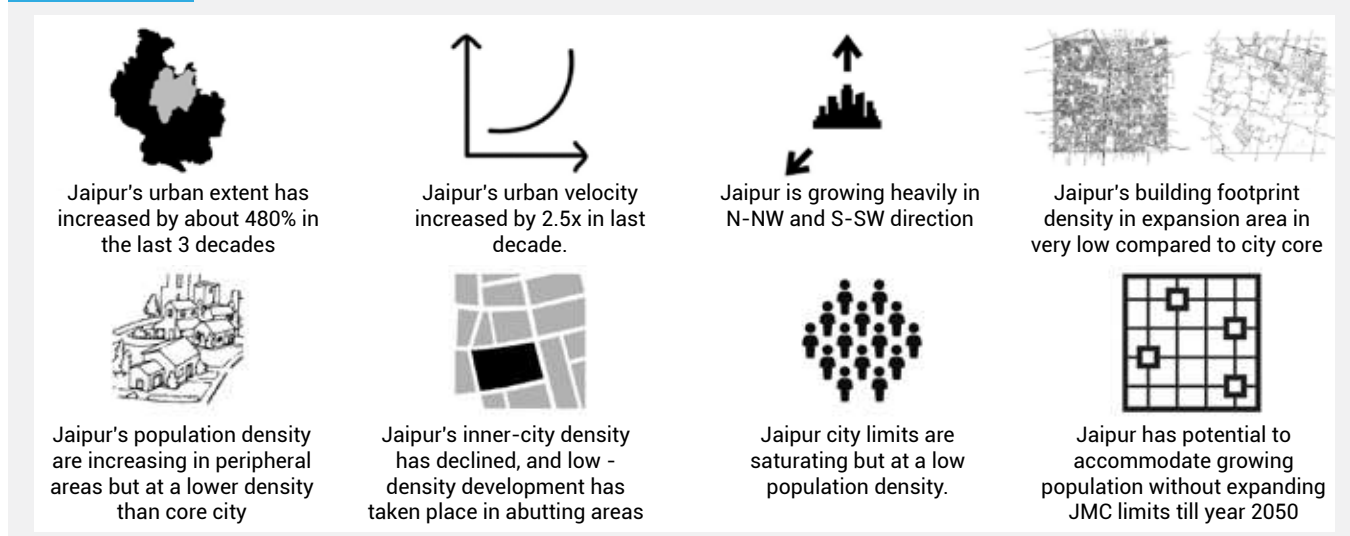 Jaipur's urban extent has
increased by about 480% in
the last 3 decades
Jaipur's urban velocity
increased by 2.5x in last
decade.
Jaipur is growing heavily in
N-NW and S-SW direction
Jaipur's building footprint
density in expansion area in
very low compared to city core
Jaipur's population density
are increasing in peripheral
areas but at a lower density
than core city
Jaipur's inner-city density
has declined, and low -
density development has
taken place in abutting areas
Jaipur city limits are
saturating but at a low
population density.
Jaipur has potential to
accommodate growing
population without expanding
JMC limits till year 2050